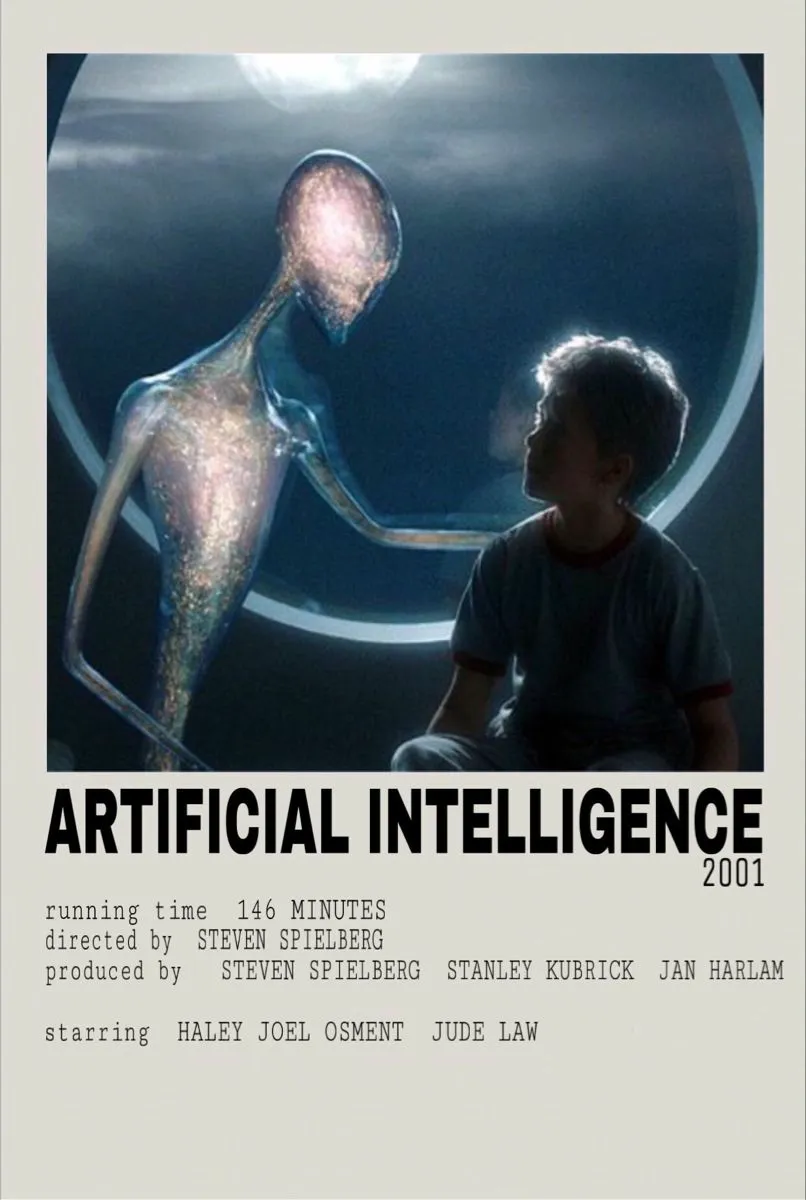 ARTIFICIAL INTELLIGENCE
2001
running time 146 MINUTES
directed by STEVEN SPIELBERG
produced by STEVEN SPIELBERG STANLEY KUBRICK JAN HARLAM
starring HALEY JOEL OSMENT JUDE LAW